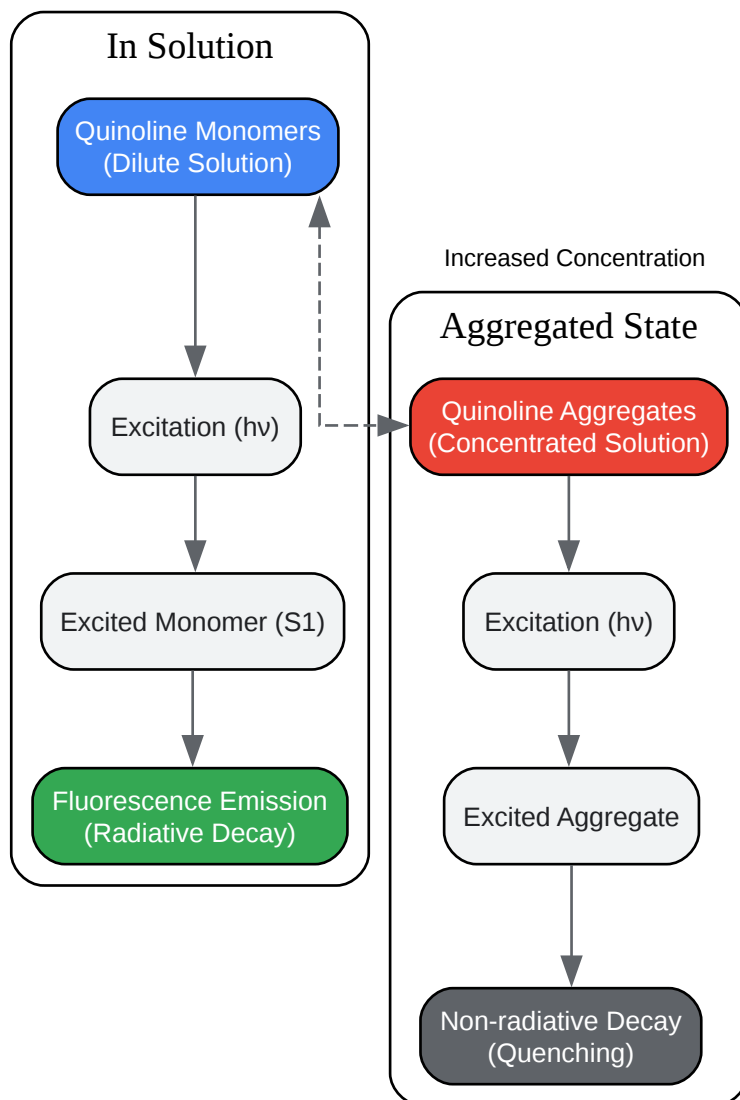 In Solution
Quinoline Monomers
(Dilute Solution)
Excitation (hν)
Excited Monomer (S1)
Fluorescence Emission
(Radiative Decay)
Increased Concentration
Aggregated State
Quinoline Aggregates
(Concentrated Solution)
Excitation (hν)
Excited Aggregate
Non-radiative Decay
(Quenching)